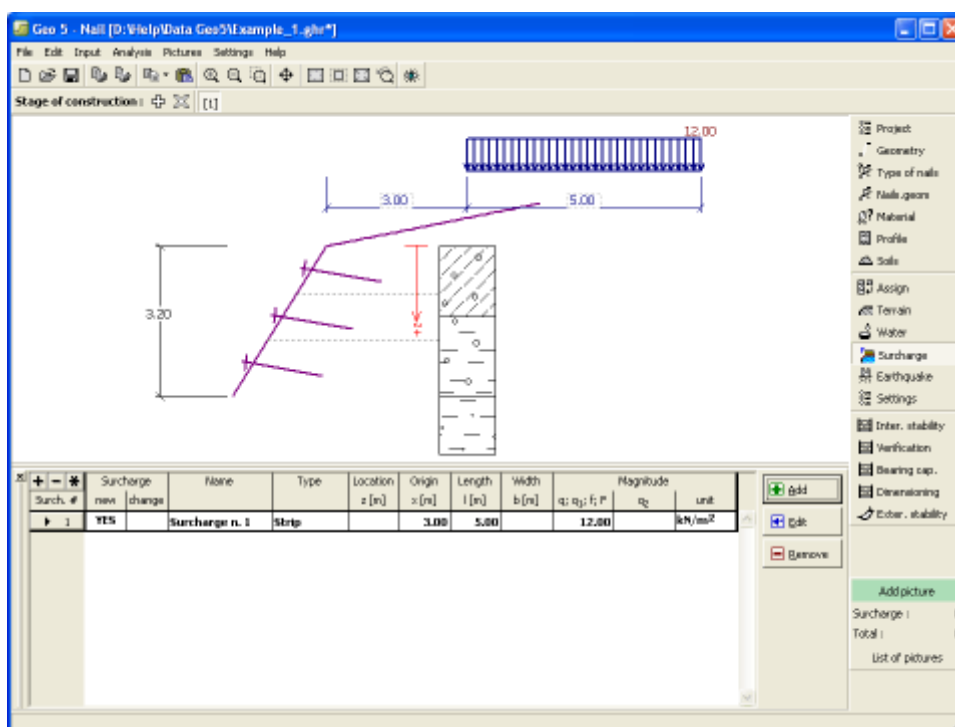 Geo 5 - Nail [D:\Help\Data Geo5\Example_1.ghr*]
File Edit Input Analysis Pictures Settings Help
Stage of construction : [1]
12.00
3.00 5.00
3.20
+z
Project
Geometry
Type of nails
Nails.geom
Material
Profile
Soils
Assign
Terrain
Water
Surcharge
Earthquake
Settings
Inter. stability
Verification
Bearing cap.
Dimensioning
Exter. stability
Surcharge Name Type Location Origin Length Width Magnitude
Surch. # new change z [m] x [m] l [m] b [m] q; q1; f; F q2 unit
1 YES Surcharge n. 1 Strip 3.00 5.00 12.00 kN/m2
Add
Edit
Remove
Add picture
Surcharge :
Total :
List of pictures